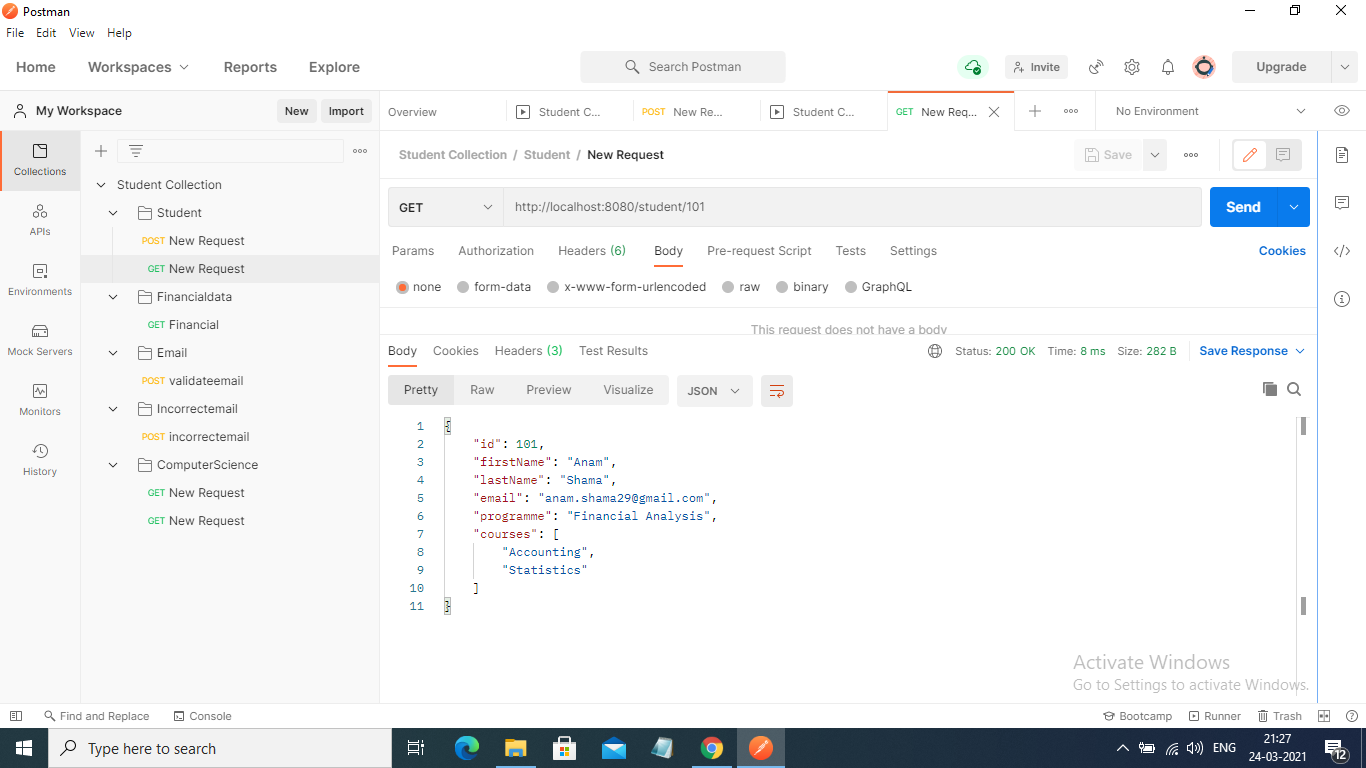 Postman
File Edit View Help
Home Workspaces Reports Explore Search Postman Invite Upgrade
My Workspace New Import
Overview Student C... POST New Re... Student C... GET New Req... No Environment
Collections
APIs
Environments
Mock Servers
Monitors
History
Student Collection
Student
POST New Request
GET New Request
Financialdata
GET Financial
Email
POST validateemail
Incorrectemail
POST incorrectemail
ComputerScience
GET New Request
GET New Request
Student Collection / Student / New Request Save
GET http://localhost:8080/student/101 Send
Params Authorization Headers (6) Body Pre-request Script Tests Settings Cookies
none form-data x-www-form-urlencoded raw binary GraphQL
This request does not have a body
Body Cookies Headers (3) Test Results Status: 200 OK Time: 8 ms Size: 282 B Save Response
Pretty Raw Preview Visualize JSON
1 {
2 "id": 101,
3 "firstName": "Anam",
4 "lastName": "Shama",
5 "email": "anam.shama29@gmail.com",
6 "programme": "Financial Analysis",
7 "courses": [
8 "Accounting",
9 "Statistics"
10 ]
11 }
Activate Windows
Go to Settings to activate Windows.
Find and Replace Console Bootcamp Runner Trash
Type here to search ENG 21:27
24-03-2021 12